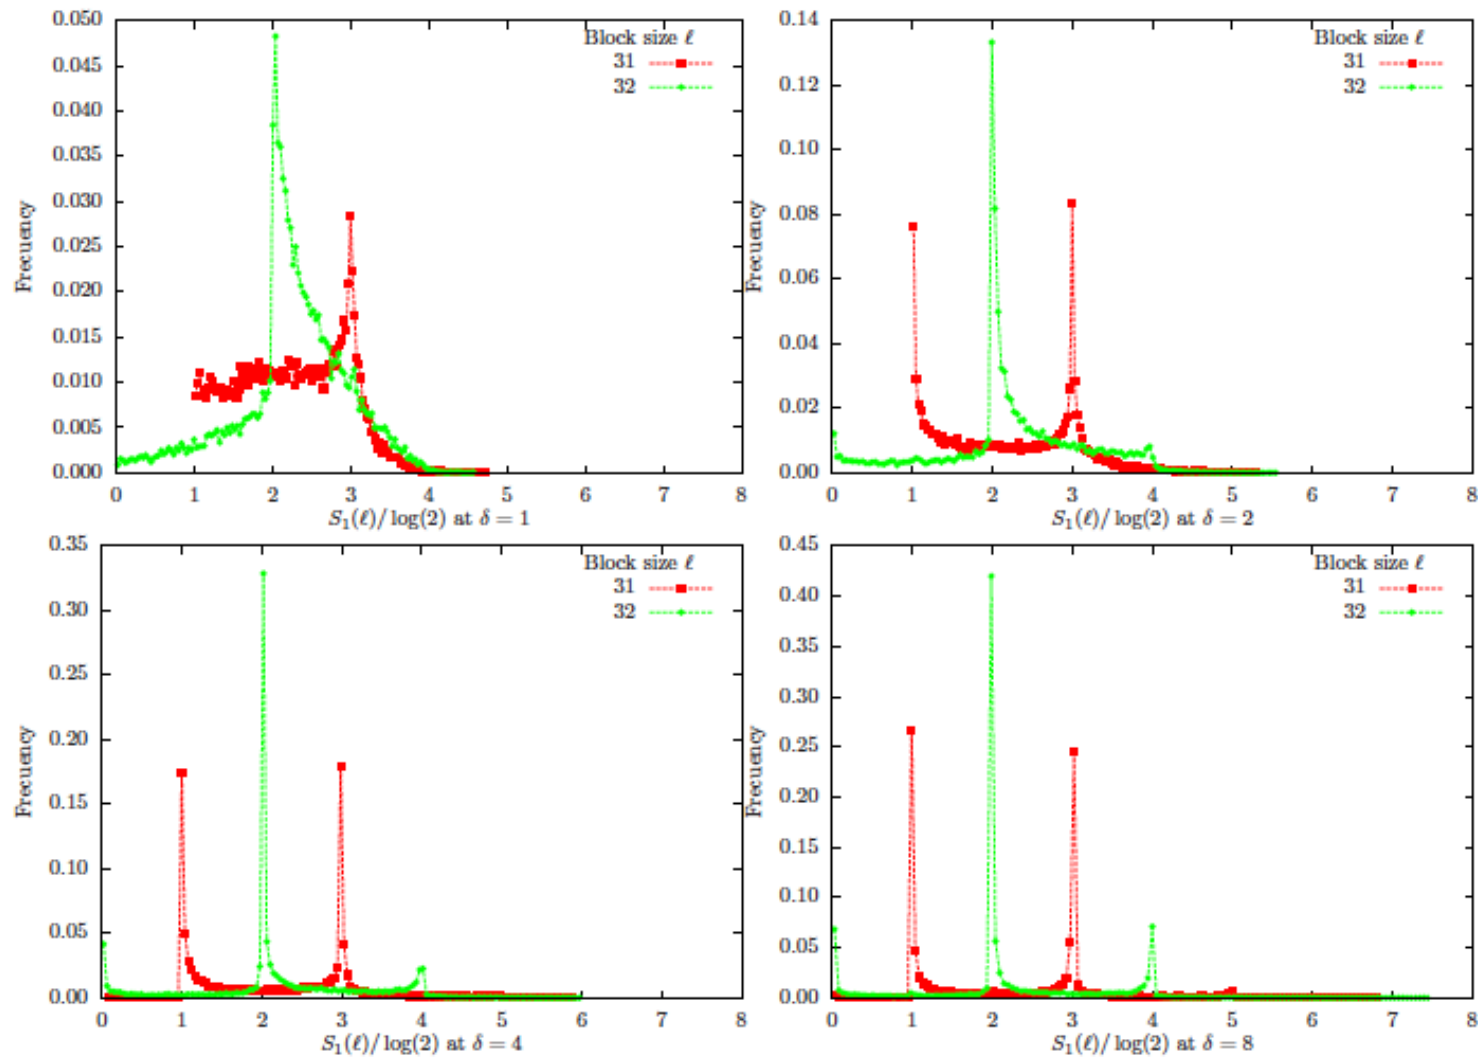 0.050
0.045
0.040
0.035
0.030
0.025
0.020
0.015
0.010
0.005
0.000
Frecuency
Block size ℓ
31
32
0 1 2 3 4 5 6 7 8
S₁(ℓ)/ log(2) at δ = 1
0.14
0.12
0.10
0.08
0.06
0.04
0.02
0.00
Frecuency
Block size ℓ
31
32
0 1 2 3 4 5 6 7 8
S₁(ℓ)/ log(2) at δ = 2
0.35
0.30
0.25
0.20
0.15
0.10
0.05
0.00
Frecuency
Block size ℓ
31
32
0 1 2 3 4 5 6 7 8
S₁(ℓ)/ log(2) at δ = 4
0.45
0.40
0.35
0.30
0.25
0.20
0.15
0.10
0.05
0.00
Frecuency
Block size ℓ
31
32
0 1 2 3 4 5 6 7 8
S₁(ℓ)/ log(2) at δ = 8